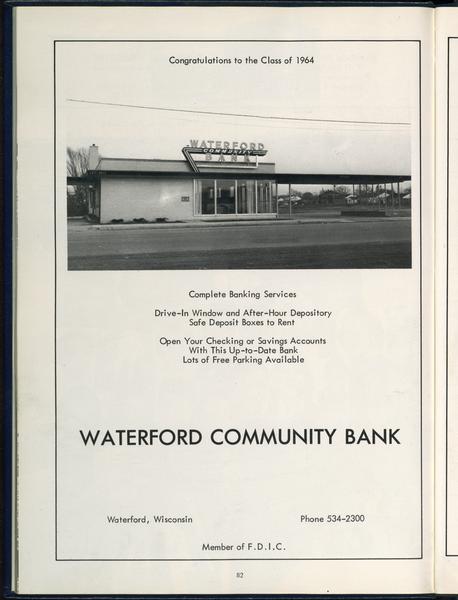 Congratulations to the Class of 1964
WATERFORD
COMMUNITY
BANK
Complete Banking Services
Drive-In Window and After-Hour Depository
Safe Deposit Boxes to Rent
Open Your Checking or Savings Accounts
With This Up-to-Date Bank
Lots of Free Parking Available
WATERFORD COMMUNITY BANK
Waterford, Wisconsin Phone 534-2300
Member of F.D.I.C.
82